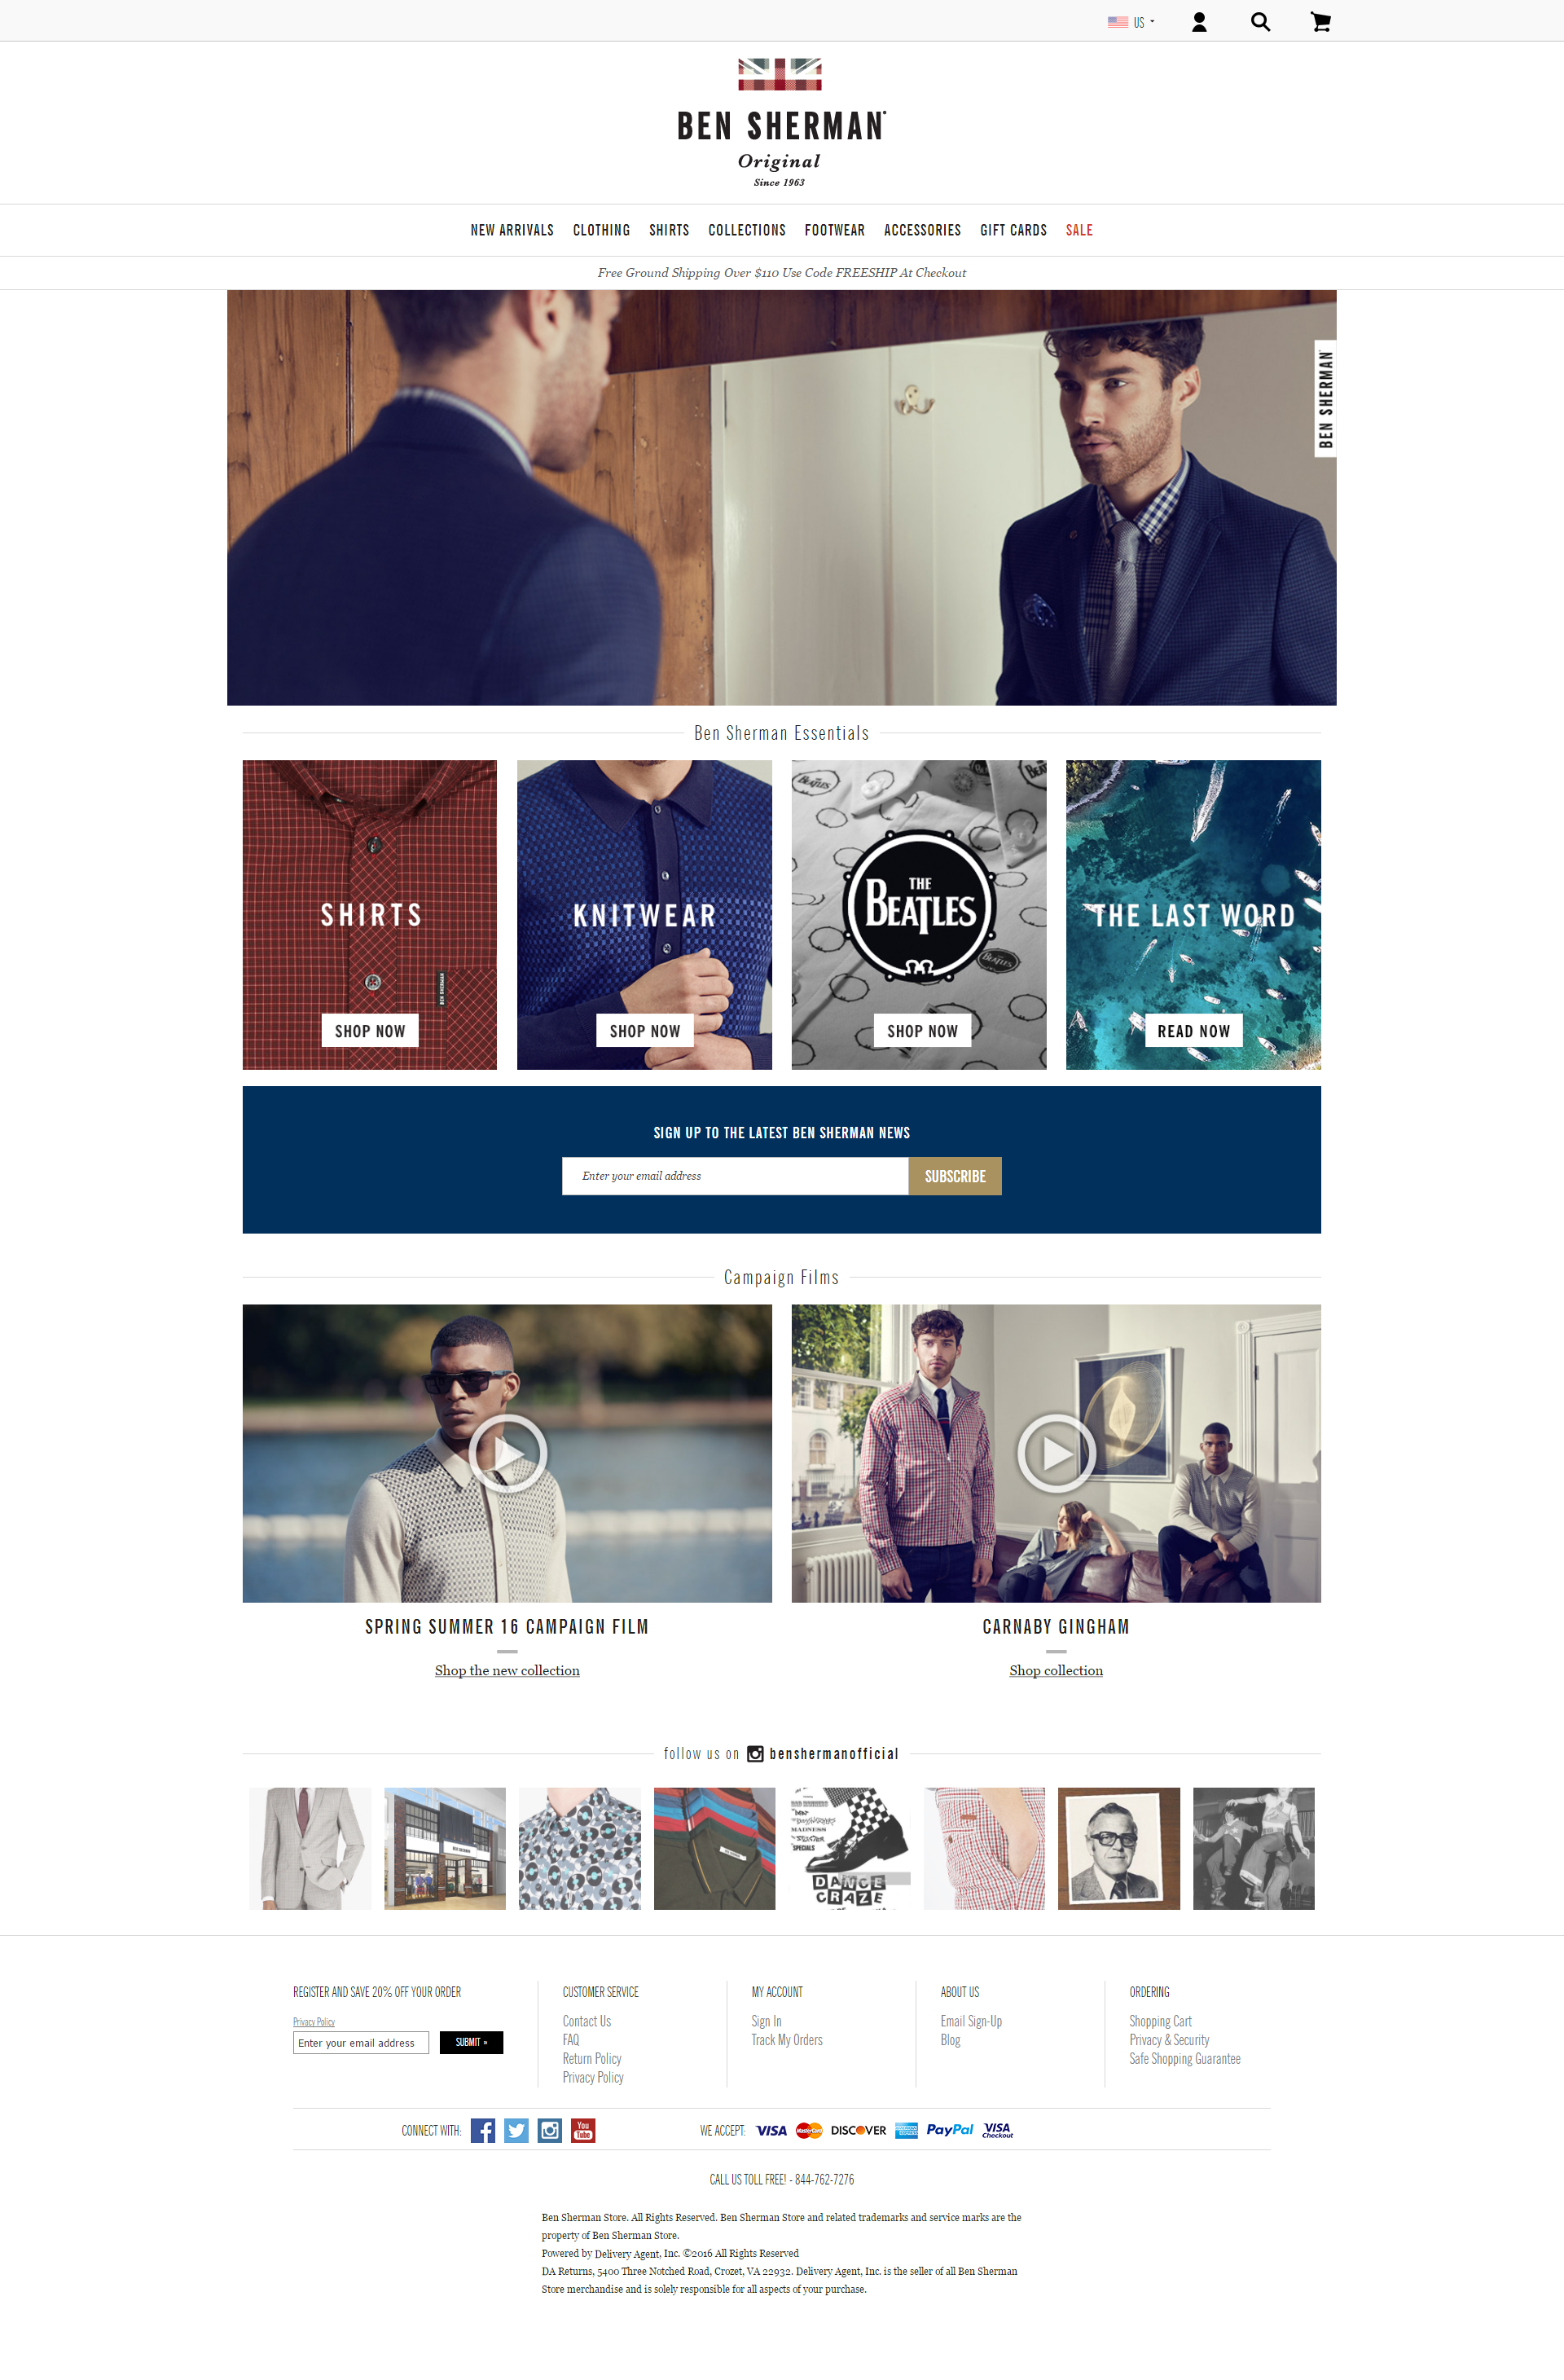 US
BEN SHERMAN
Original
Since 1963
NEW ARRIVALS CLOTHING SHIRTS COLLECTIONS FOOTWEAR ACCESSORIES GIFT CARDS SALE
Free Ground Shipping Over $110 Use Code FREESHIP At Checkout
BEN SHERMAN
Ben Sherman Essentials
SHIRTS
BEN SHERMAN
SHOP NOW
KNITWEAR
SHOP NOW
THE
BEATLES
SHOP NOW
THE LAST WORD
READ NOW
SIGN UP TO THE LATEST BEN SHERMAN NEWS
Enter your email address SUBSCRIBE
Campaign Films
SPRING SUMMER 16 CAMPAIGN FILM
Shop the new collection
CARNABY GINGHAM
Shop collection
follow us on benshermanofficial
MADNESS
SPECIALS
DANCE
CRAZE
REGISTER AND SAVE 20% OFF YOUR ORDER
Privacy Policy
Enter your email address SUBMIT »
CUSTOMER SERVICE
Contact Us
FAQ
Return Policy
Privacy Policy
MY ACCOUNT
Sign In
Track My Orders
ABOUT US
Email Sign-Up
Blog
ORDERING
Shopping Cart
Privacy & Security
Safe Shopping Guarantee
CONNECT WITH: You Tube
WE ACCEPT: VISA MasterCard DISCOVER AMERICAN EXPRESS PayPal VISA Checkout
CALL US TOLL FREE! - 844-762-7276
Ben Sherman Store. All Rights Reserved. Ben Sherman Store and related trademarks and service marks are the
property of Ben Sherman Store.
Powered by Delivery Agent, Inc. ©2016 All Rights Reserved
DA Returns, 5400 Three Notched Road, Crozet, VA 22932. Delivery Agent, Inc. is the seller of all Ben Sherman
Store merchandise and is solely responsible for all aspects of your purchase.